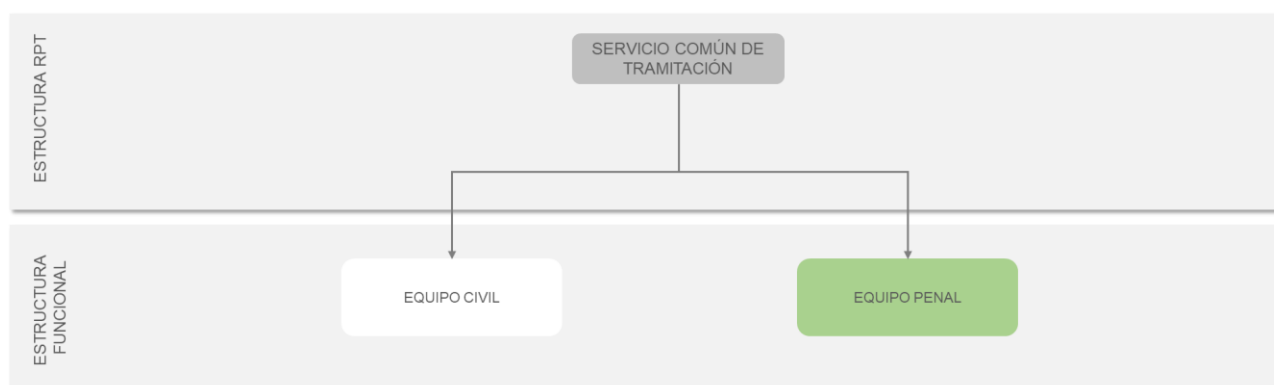 ESTRUCTURA RPT
SERVICIO COMÚN DE
TRAMITACIÓN
ESTRUCTURA
FUNCIONAL
EQUIPO CIVIL
EQUIPO PENAL